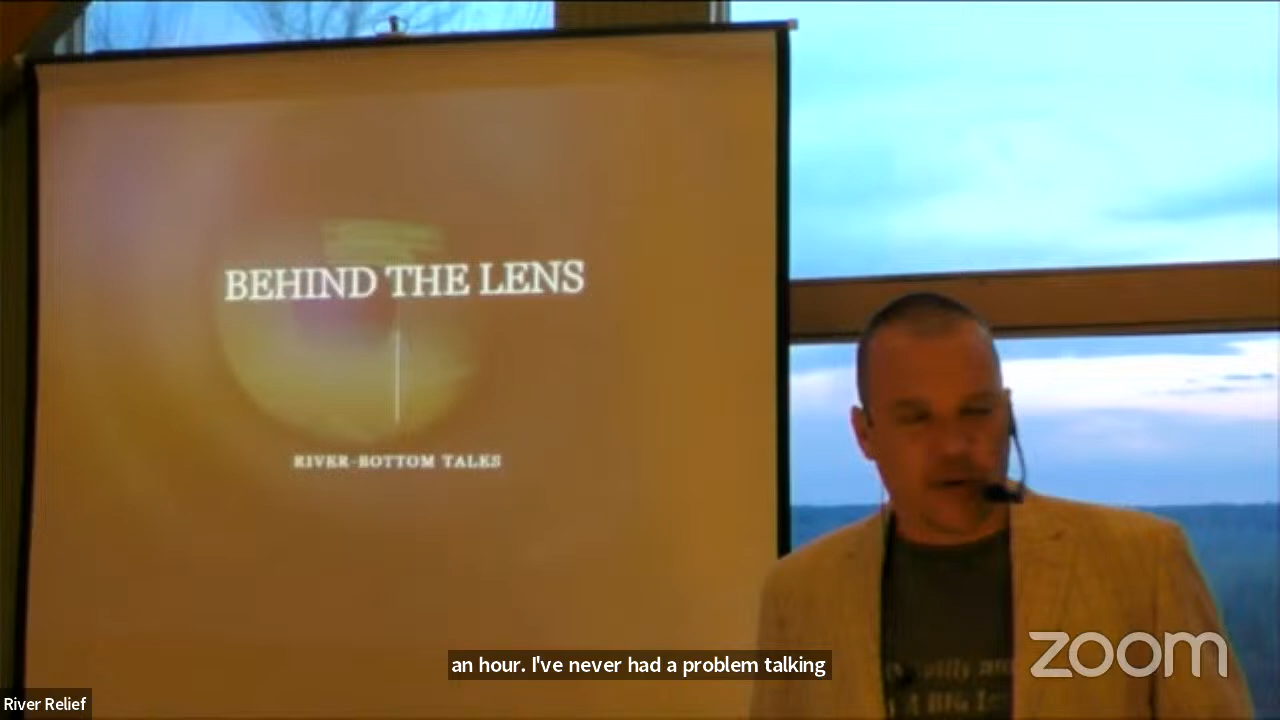 BEHIND THE LENS
RIVER-BOTTOM TALKS
an hour. I've never had a problem talking
zoom
River Relief